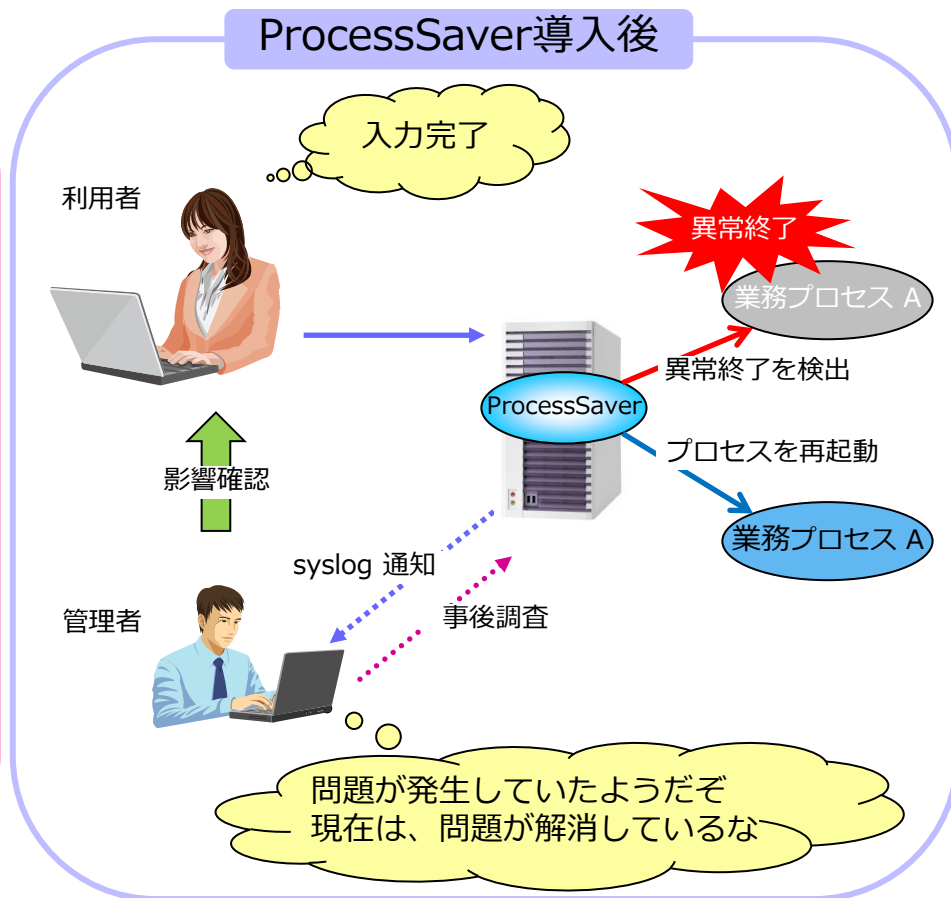 ProcessSaver導入後
入力完了
利用者
異常終了
業務プロセス A
異常終了を検出
ProcessSaver
プロセスを再起動
影響確認
業務プロセス A
syslog 通知
事後調査
管理者
問題が発生していたようだぞ
現在は、問題が解消しているな